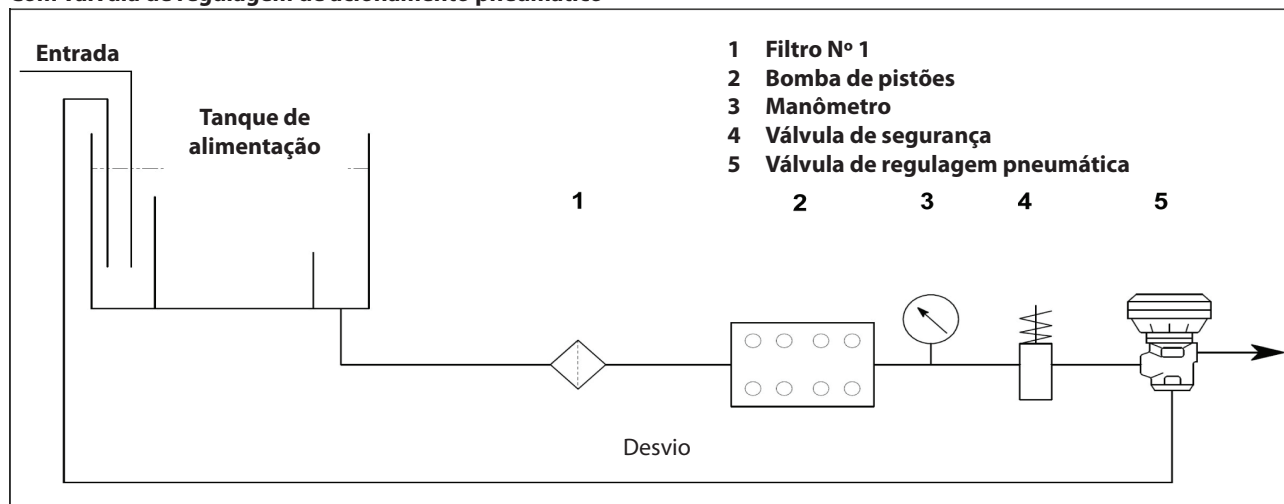 Entrada
Tanque de
alimentação
1 Filtro Nº 1
2 Bomba de pistões
3 Manômetro
4 Válvula de segurança
5 Válvula de regulagem pneumática
1 2 3 4 5
Desvio